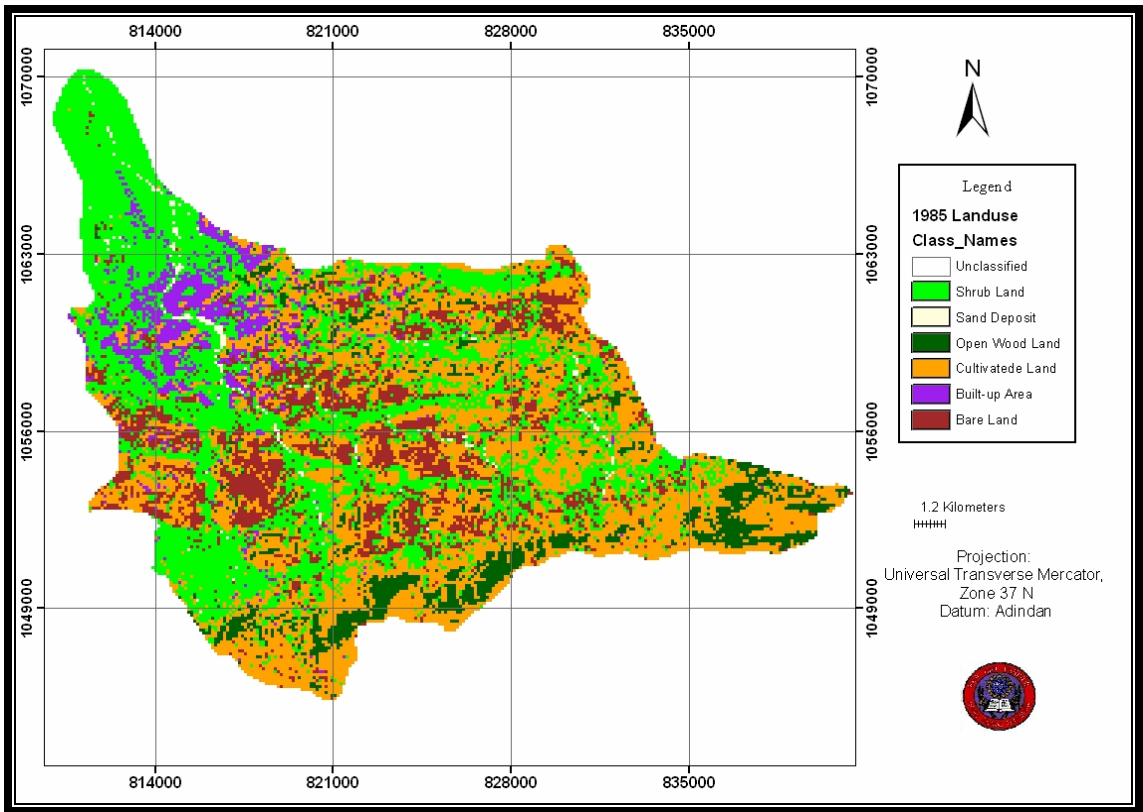 814000 821000 828000 835000
1070000 1070000
1063000 1063000
1056000 1056000
1049000 1049000
814000 821000 828000 835000
N
Legend
1985 Landuse
Class_Names
Unclassified
Shrub Land
Sand Deposit
Open Wood Land
Cultivatede Land
Built-up Area
Bare Land
1.2 Kilometers
Projection:
Universal Transverse Mercator,
Zone 37 N
Datum: Adindan